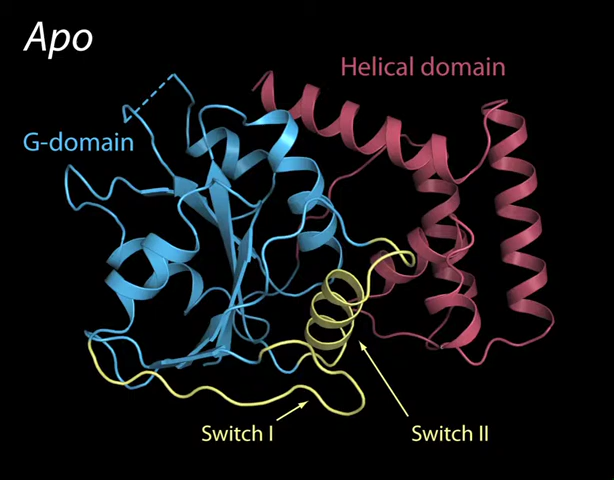 Apo
Helical domain
G-domain
Switch I
Switch II